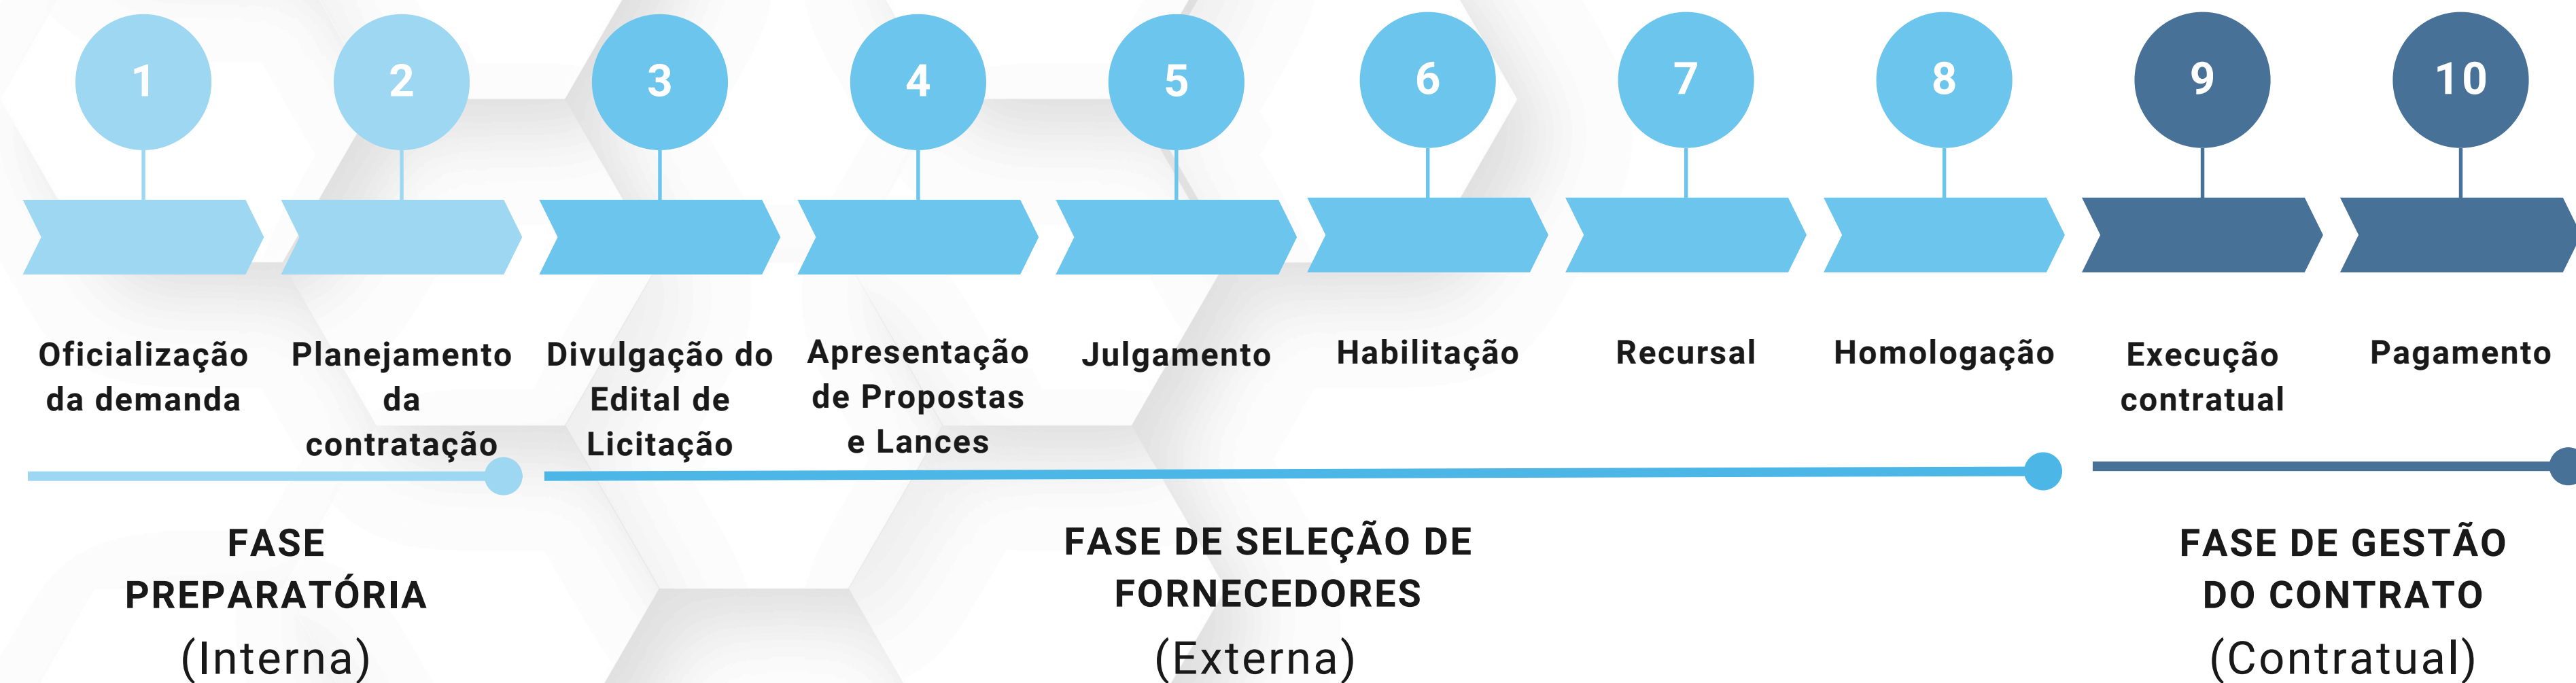 1
2
3
4
5
6
7
8
9
10
Oficialização
da demanda
Planejamento
da
contratação
Divulgação do
Edital de
Licitação
Apresentação
de Propostas
e Lances
Julgamento
Habilitação
Recursal
Homologação
Execução
contratual
Pagamento
FASE
PREPARATÓRIA
(Interna)
FASE DE SELEÇÃO DE
FORNECEDORES
(Externa)
FASE DE GESTÃO
DO CONTRATO
(Contratual)